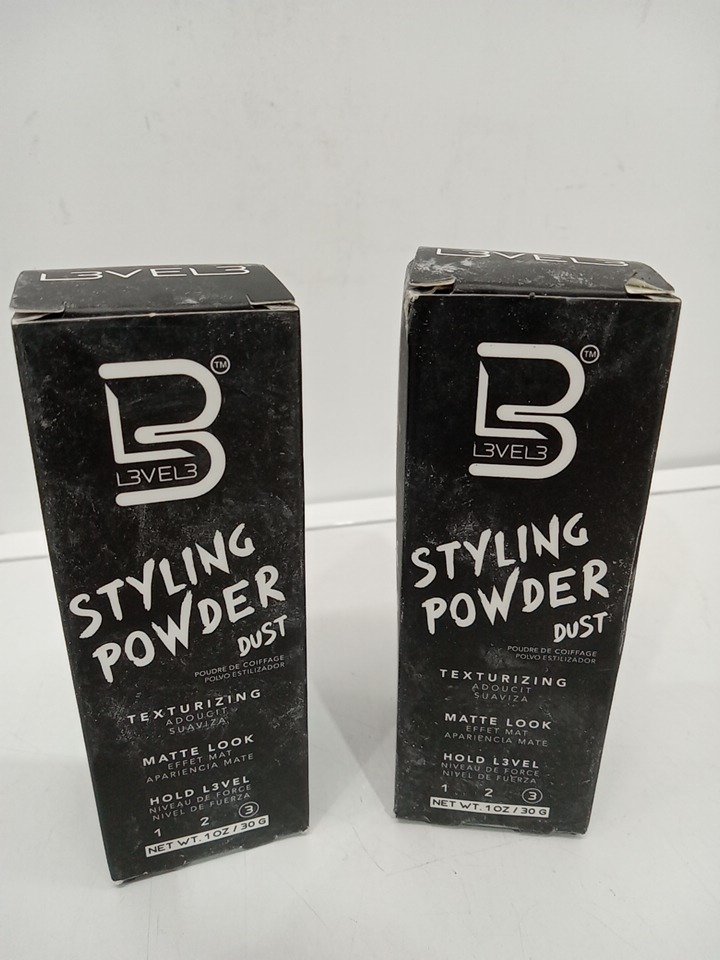 L3VEL3
TM
L3VEL3
STYLING
POWDER
DUST
POUDRE DE COIFFAGE
POLVO ESTILIZADOR
TEXTURIZING
ADOUCIT
SUAVIZA
MATTE LOOK
EFFET MAT
APARIENCIA MATE
HOLD L3VEL
NIVEAU DE FORCE
NIVEL DE FUERZA
1 2 3
NET WT. 1 OZ / 30 G
L3VEL3
TM
L3VEL3
STYLING
POWDER
DUST
POUDRE DE COIFFAGE
POLVO ESTILIZADOR
TEXTURIZING
ADOUCIT
SUAVIZA
MATTE LOOK
EFFET MAT
APARIENCIA MATE
HOLD L3VEL
NIVEAU DE FORCE
NIVEL DE FUERZA
1 2 3
NET WT. 1 OZ / 30 G